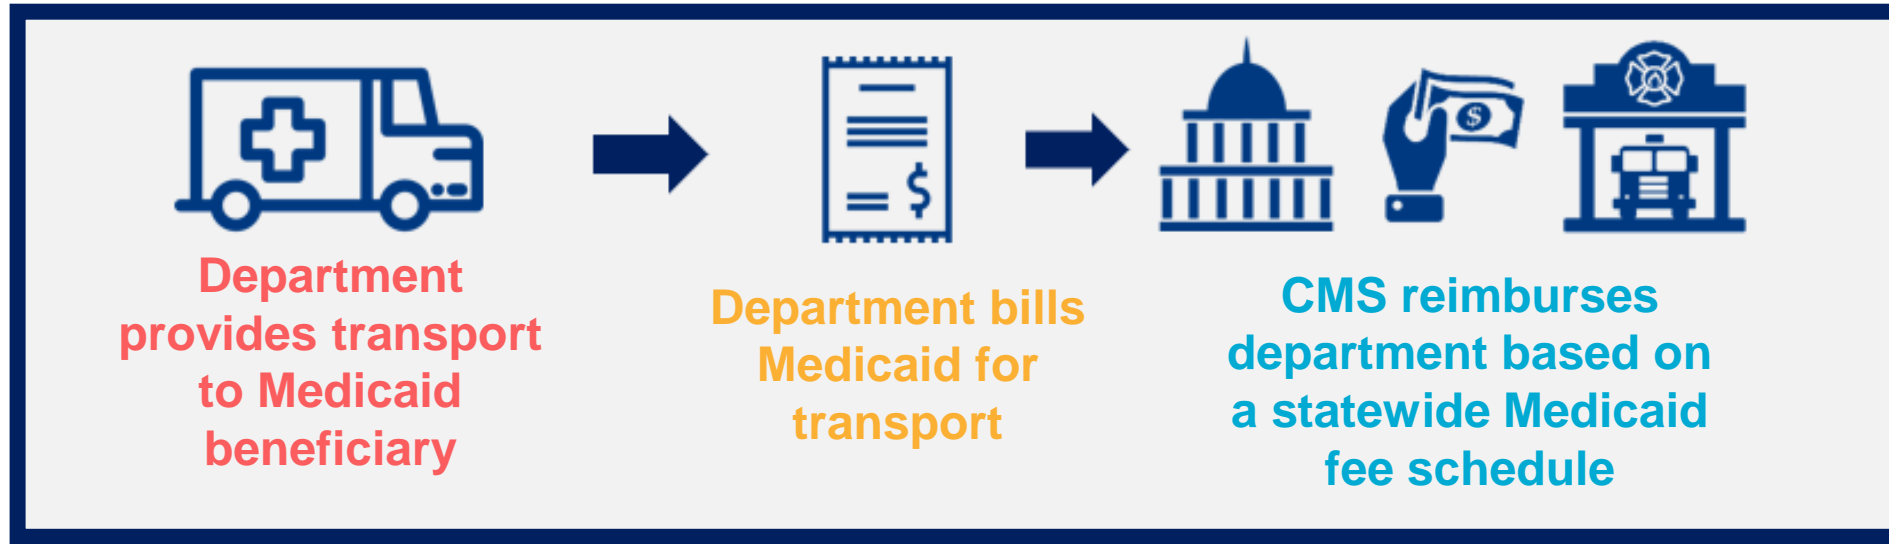 Department
provides transport
to Medicaid
beneficiary
$
Department bills
Medicaid for
transport
$
CMS reimburses
department based on
a statewide Medicaid
fee schedule